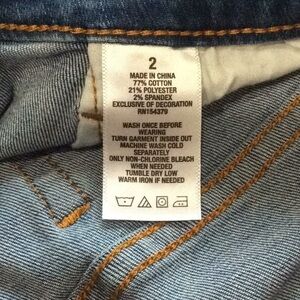 2
MADE IN CHINA
77% COTTON
21% POLYESTER
2% SPANDEX
EXCLUSIVE OF DECORATION
RN154379
WASH ONCE BEFORE
WEARING
TURN GARMENT INSIDE OUT
MACHINE WASH COLD
SEPARATELY
ONLY NON-CHLORINE BLEACH
WHEN NEEDED
TUMBLE DRY LOW
WARM IRON IF NEEDED